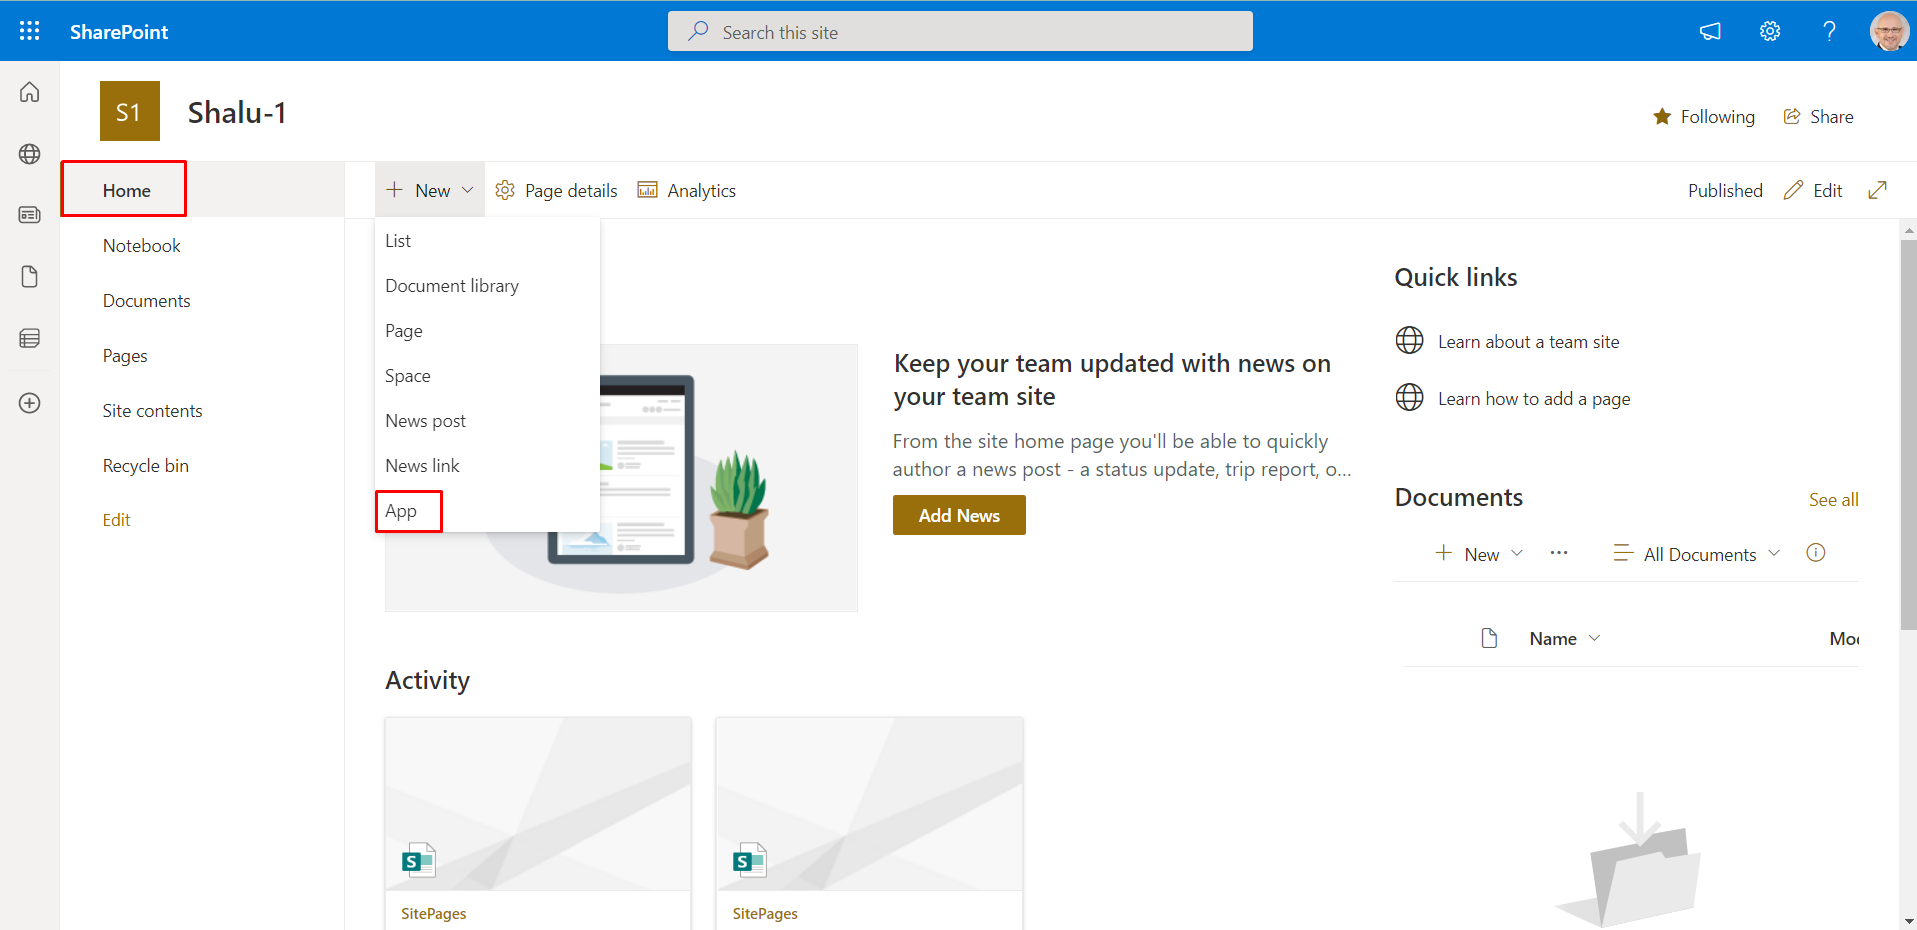 SharePoint
Search this site
?
S1
Shalu-1
Following
Share
Home
Notebook
Documents
Pages
Site contents
Recycle bin
Edit
New
Page details
Analytics
Published
Edit
List
Document library
Page
Space
News post
News link
App
Keep your team updated with news on
your team site
From the site home page you'll be able to quickly
author a news post - a status update, trip report, o...
Add News
Quick links
Learn about a team site
Learn how to add a page
Documents
See all
New
All Documents
Name
Mod
Activity
S
SitePages
S
SitePages